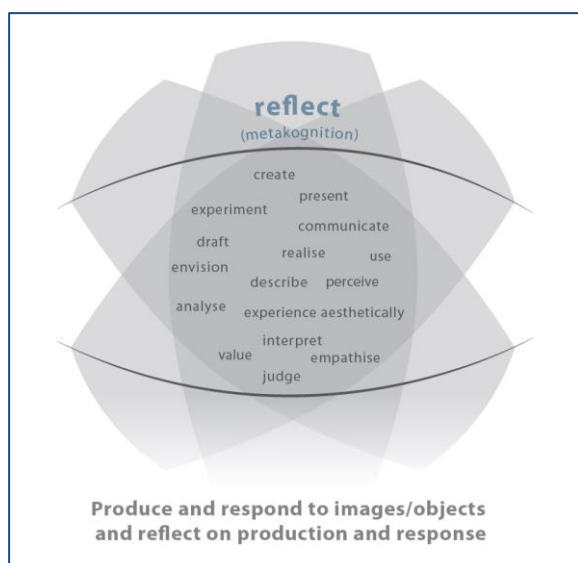 reflect
(metakognition)
create
present
experiment
communicate
draft
realise
use
envision
describe
perceive
analyse
experience aesthetically
interpret
value
empathise
judge
Produce and respond to images/objects
and reflect on production and response